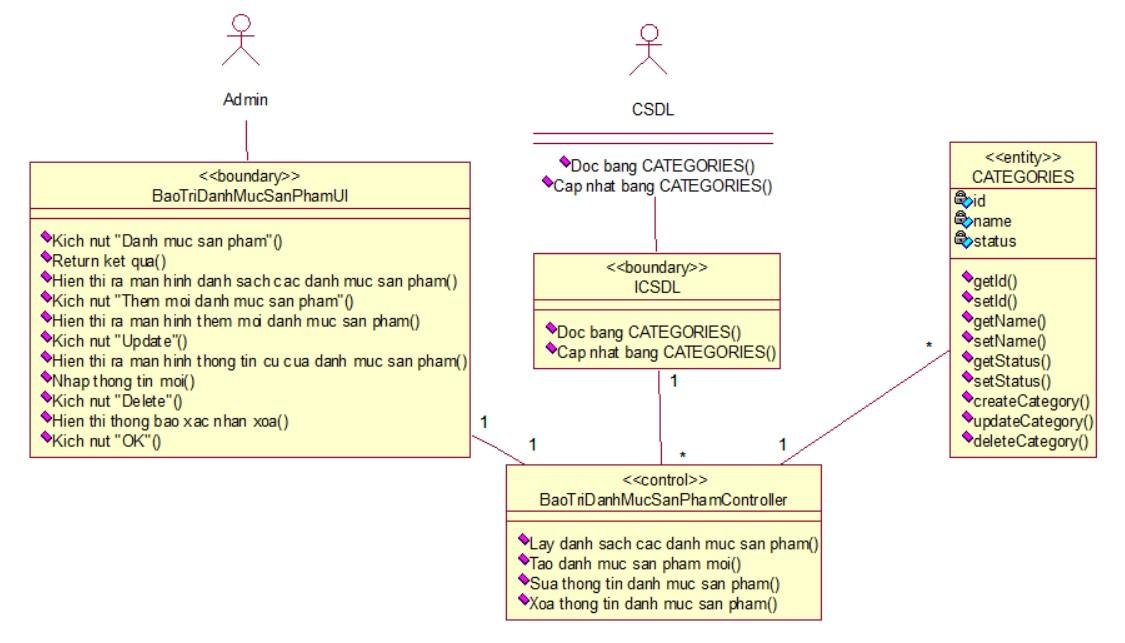 Admin
<<boundary>>
BaoTriDanhMucSanPhamUI
Kich nut "Danh muc san pham"()
Return ket qua()
Hien thi ra man hinh danh sach cac danh muc san pham()
Kich nut "Them moi danh muc san pham"()
Hien thi ra man hinh them moi danh muc san pham()
Kich nut "Update"()
Hien thi ra man hinh thong tin cu cua danh muc san pham()
Nhap thong tin moi()
Kich nut "Delete"()
Hien thi thong bao xac nhan xoa()
Kich nut "OK"()
CSDL
Doc bang CATEGORIES()
Cap nhat bang CATEGORIES()
<<boundary>>
ICSDL
Doc bang CATEGORIES()
Cap nhat bang CATEGORIES()
<<entity>>
CATEGORIES
id
name
status
getId()
setId()
getName()
setName()
getStatus()
setStatus()
createCategory()
updateCategory()
deleteCategory()
1
1
1
*
1
*
<<control>>
BaoTriDanhMucSanPhamController
Lay danh sach cac danh muc san pham()
Tao danh muc san pham moi()
Sua thong tin danh muc san pham()
Xoa thong tin danh muc san pham()